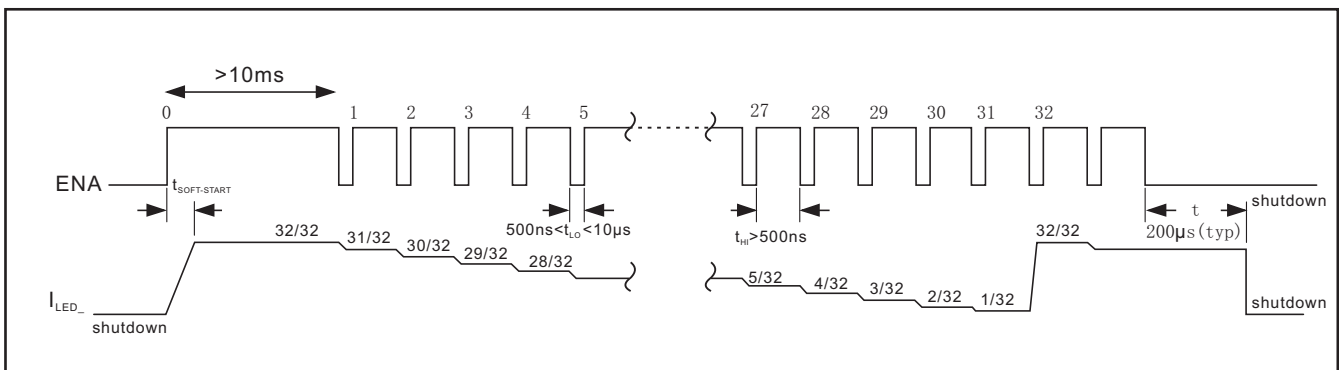 >10ms
0 1 2 3 4 5 27 28 29 30 31 32
ENA
tSOFT-START
shutdown
500ns<tLO<10μs
tHI>500ns
t
200μs(typ)
32/32 31/32 30/32 29/32 28/32 5/32 4/32 3/32 2/32 1/32 32/32
ILED_
shutdown
shutdown